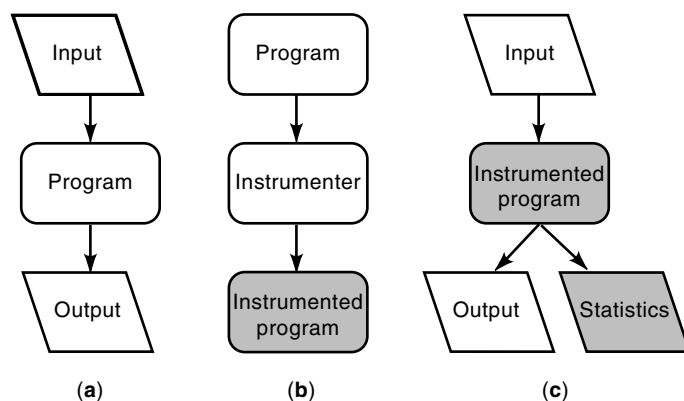 Input
Program
Output
(a)
Program
Instrumenter
Instrumented
program
(b)
Input
Instrumented
program
Output
Statistics
(c)